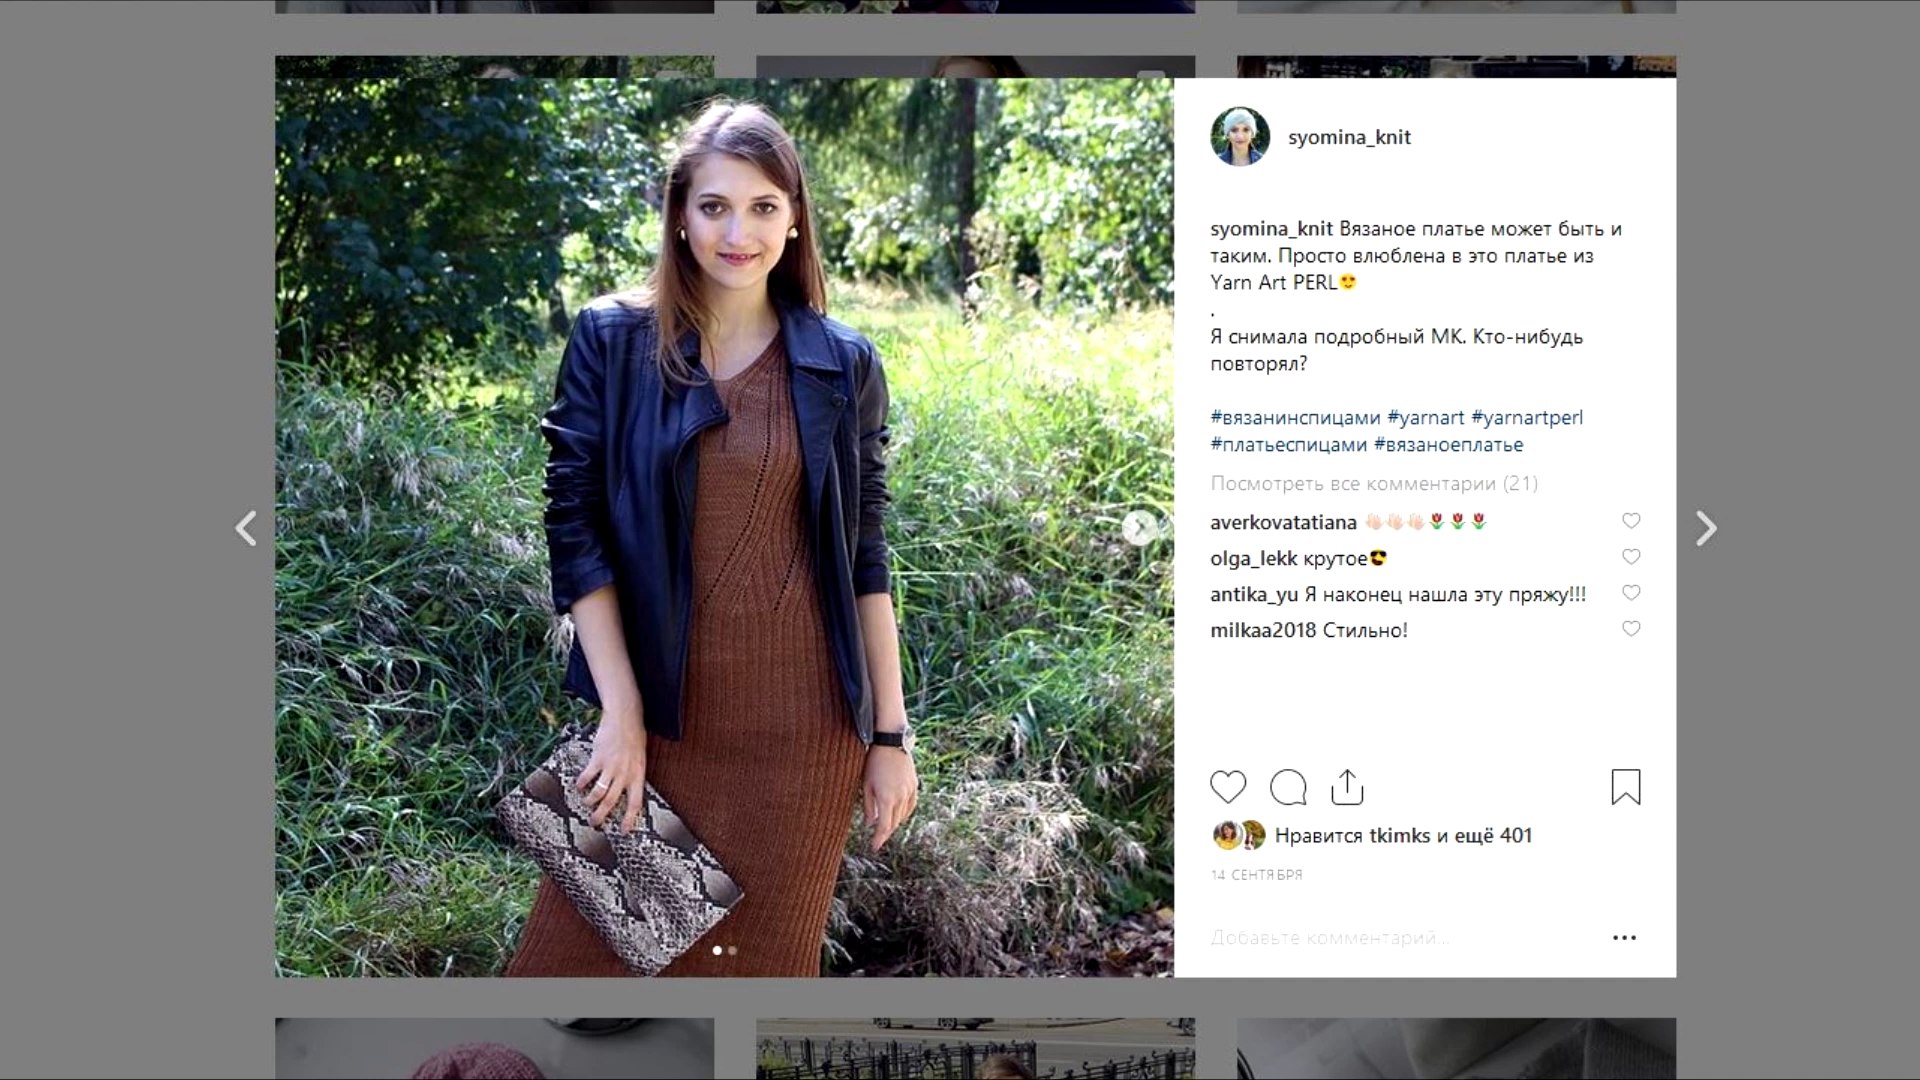 syomina_knit
syomina_knit Вязаное платье может быть и
таким. Просто влюблена в это платье из
Yarn Art PERL😍
.
Я снимала подробный МК. Кто-нибудь
повторял?
#вязанинспицами #yarnart #yarnartperl
#платьеспицами #вязаноеплатье
Посмотреть все комментарии (21)
averkovatatiana 👏🏻👏🏻👏🏻🌷🌷🌷
olga_lekk крутое😎
antika_yu Я наконец нашла эту пряжу!!!
milkaa2018 Стильно!
Нравится tkimks и ещё 401
14 СЕНТЯБРЯ
Добавьте комментарий...